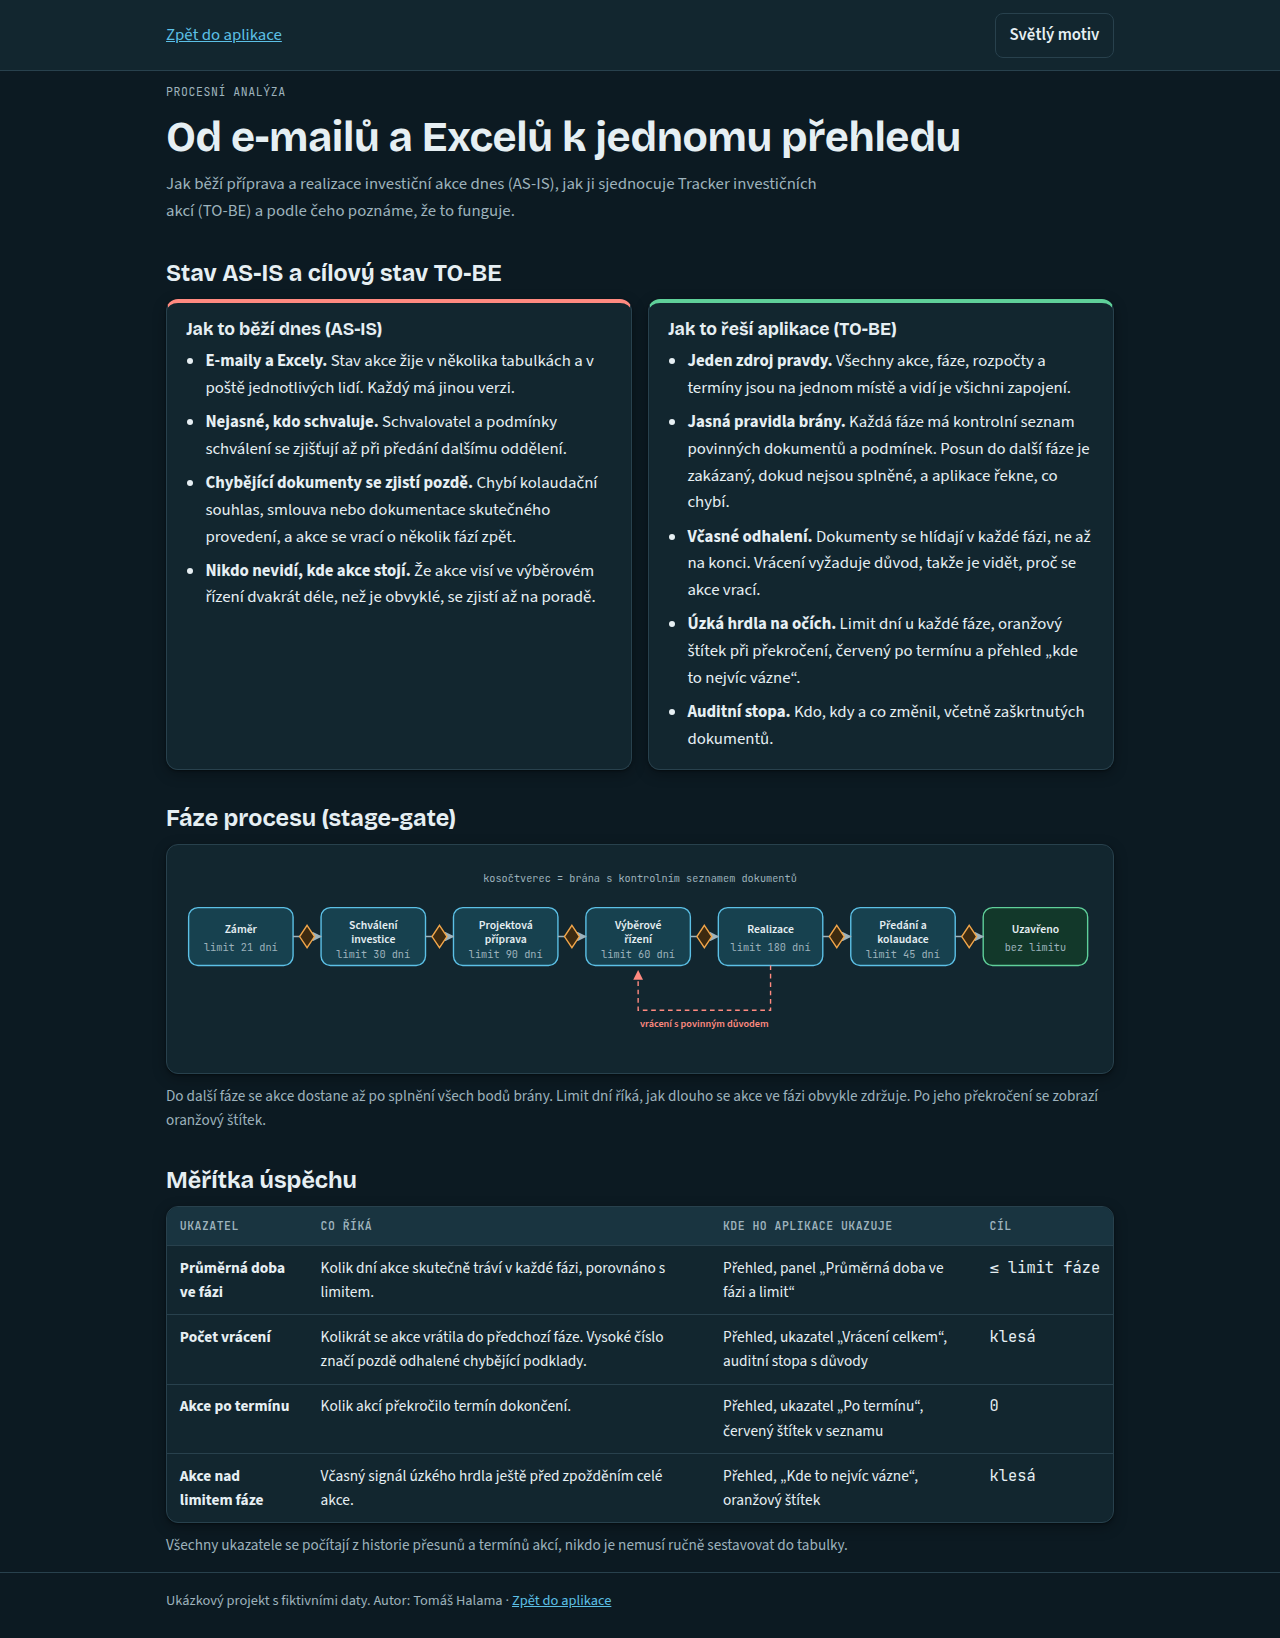 Zpět do aplikace
Světlý motiv
PROCESNÍ ANALÝZA
Od e-mailů a Excelů k jednomu přehledu
Jak běží příprava a realizace investiční akce dnes (AS-IS), jak ji sjednocuje Tracker investičních
akcí (TO-BE) a podle čeho poznáme, že to funguje.
Stav AS-IS a cílový stav TO-BE
Jak to běží dnes (AS-IS)
E-maily a Excely. Stav akce žije v několika tabulkách a v
poště jednotlivých lidí. Každý má jinou verzi.
Nejasné, kdo schvaluje. Schvalovatel a podmínky
schválení se zjišťují až při předání dalšímu oddělení.
Chybějící dokumenty se zjistí pozdě. Chybí kolaudační
souhlas, smlouva nebo dokumentace skutečného
provedení, a akce se vrací o několik fází zpět.
Nikdo nevidí, kde akce stojí. Že akce visí ve výběrovém
řízení dvakrát déle, než je obvyklé, se zjistí až na poradě.
Jak to řeší aplikace (TO-BE)
Jeden zdroj pravdy. Všechny akce, fáze, rozpočty a
termíny jsou na jednom místě a vidí je všichni zapojení.
Jasná pravidla brány. Každá fáze má kontrolní seznam
povinných dokumentů a podmínek. Posun do další fáze je
zakázaný, dokud nejsou splněné, a aplikace řekne, co
chybí.
Včasné odhalení. Dokumenty se hlídají v každé fázi, ne až
na konci. Vrácení vyžaduje důvod, takže je vidět, proč se
akce vrací.
Úzká hrdla na očích. Limit dní u každé fáze, oranžový
štítek při překročení, červený po termínu a přehled „kde
to nejvíc vázne“.
Auditní stopa. Kdo, kdy a co změnil, včetně zaškrtnutých
dokumentů.
Fáze procesu (stage-gate)
kosočtverec = brána s kontrolním seznamem dokumentů
Záměr
limit 21 dní
Schválení
investice
limit 30 dní
Projektová
příprava
limit 90 dní
Výběrové
řízení
limit 60 dní
Realizace
limit 180 dní
Předání a
kolaudace
limit 45 dní
Uzavřeno
bez limitu
vrácení s povinným důvodem
Do další fáze se akce dostane až po splnění všech bodů brány. Limit dní říká, jak dlouho se akce ve fázi obvykle zdržuje. Po jeho překročení se zobrazí
oranžový štítek.
Měřítka úspěchu
UKAZATEL
CO ŘÍKÁ
KDE HO APLIKACE UKAZUJE
CÍL
Průměrná doba
ve fázi
Kolik dní akce skutečně tráví v každé fázi, porovnáno s
limitem.
Přehled, panel „Průměrná doba ve
fázi a limit“
≤ limit fáze
Počet vrácení
Kolikrát se akce vrátila do předchozí fáze. Vysoké číslo
značí pozdě odhalené chybějící podklady.
Přehled, ukazatel „Vrácení celkem“,
auditní stopa s důvody
klesá
Akce po termínu
Kolik akcí překročilo termín dokončení.
Přehled, ukazatel „Po termínu“,
červený štítek v seznamu
0
Akce nad
limitem fáze
Včasný signál úzkého hrdla ještě před zpožděním celé
akce.
Přehled, „Kde to nejvíc vázne“,
oranžový štítek
klesá
Všechny ukazatele se počítají z historie přesunů a termínů akcí, nikdo je nemusí ručně sestavovat do tabulky.
Ukázkový projekt s fiktivními daty. Autor: Tomáš Halama · Zpět do aplikace